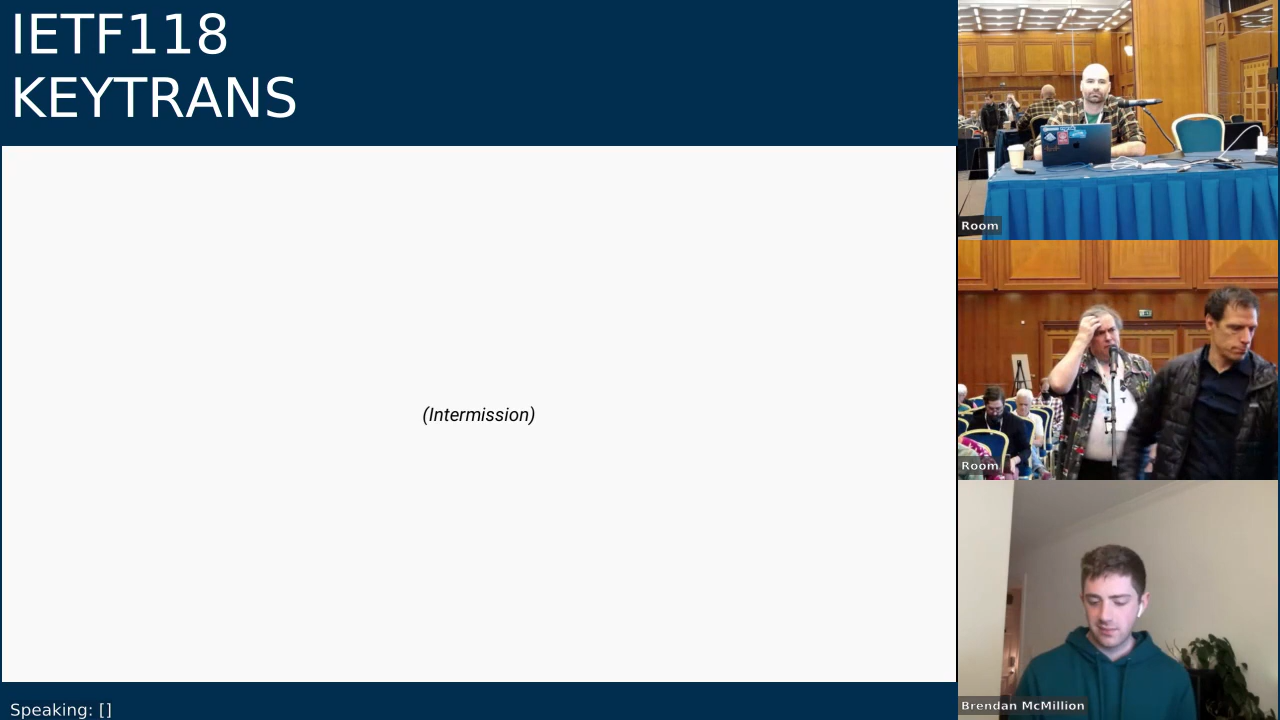 IETF118
KEYTRANS
Room
(Intermission)
Room
Brendan McMillion
Speaking: []